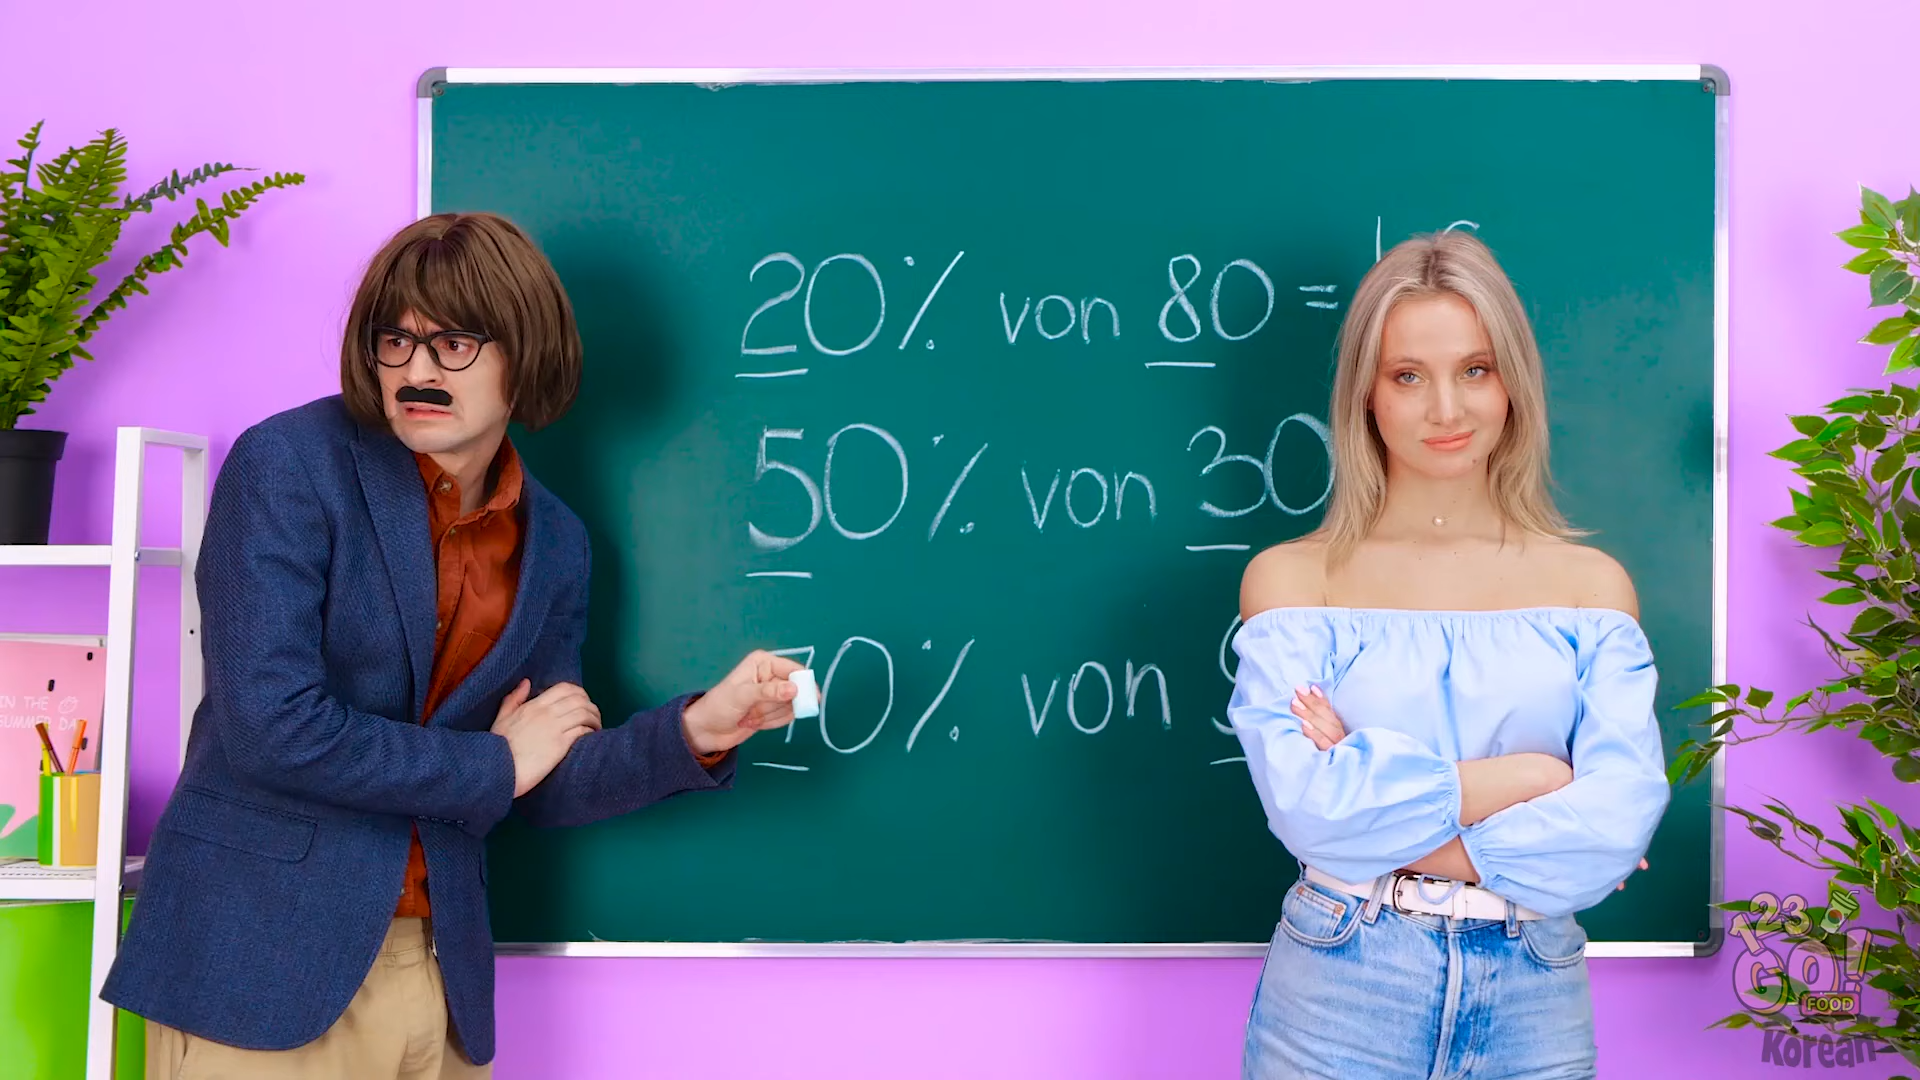 20% von 80 =
50% von 30
70% von
IN THE
SUMMER DA
123
GO!
FOOD
Korean